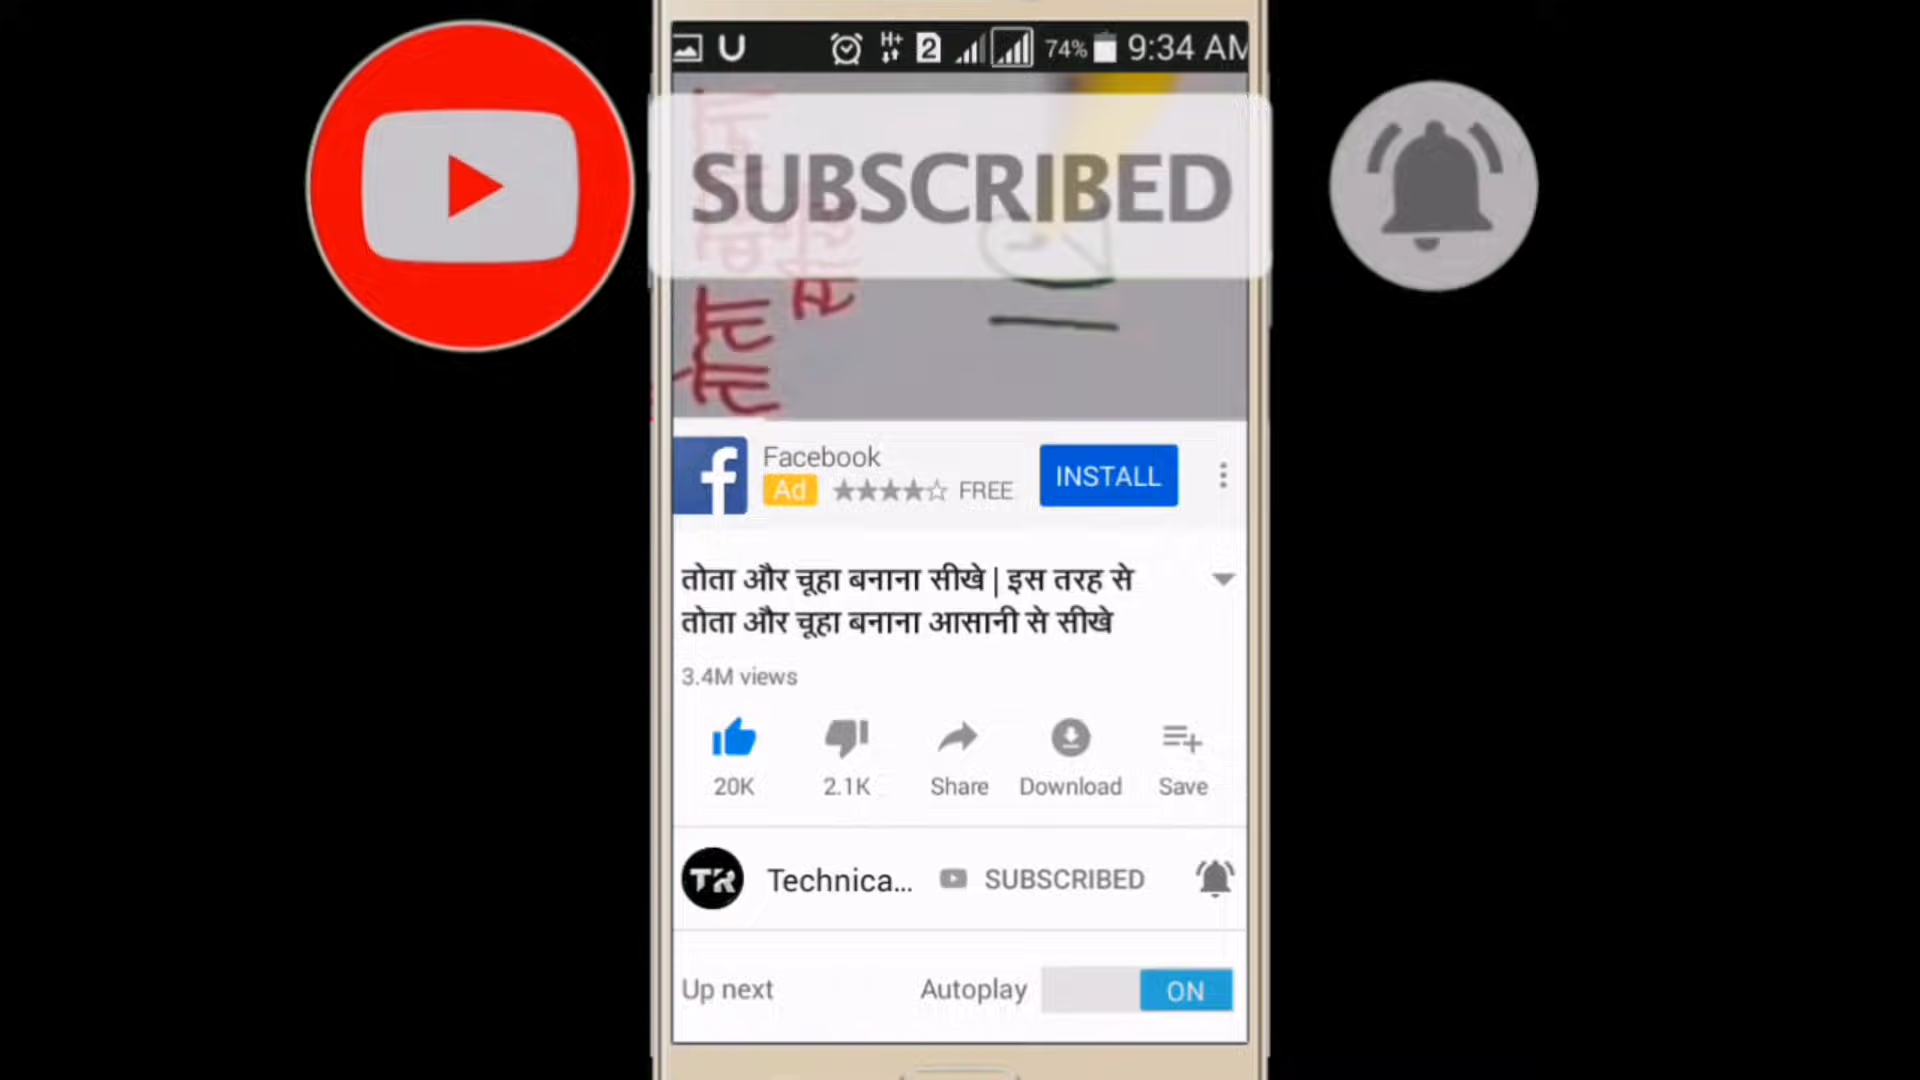 74% 9:34 AM
SUBSCRIBED
तोता
Facebook
Ad FREE
INSTALL
तोता और चूहा बनाना सीखे | इस तरह से
तोता और चूहा बनाना आसानी से सीखे
3.4M views
20K 2.1K Share Download Save
TR Technica... SUBSCRIBED
Up next Autoplay ON